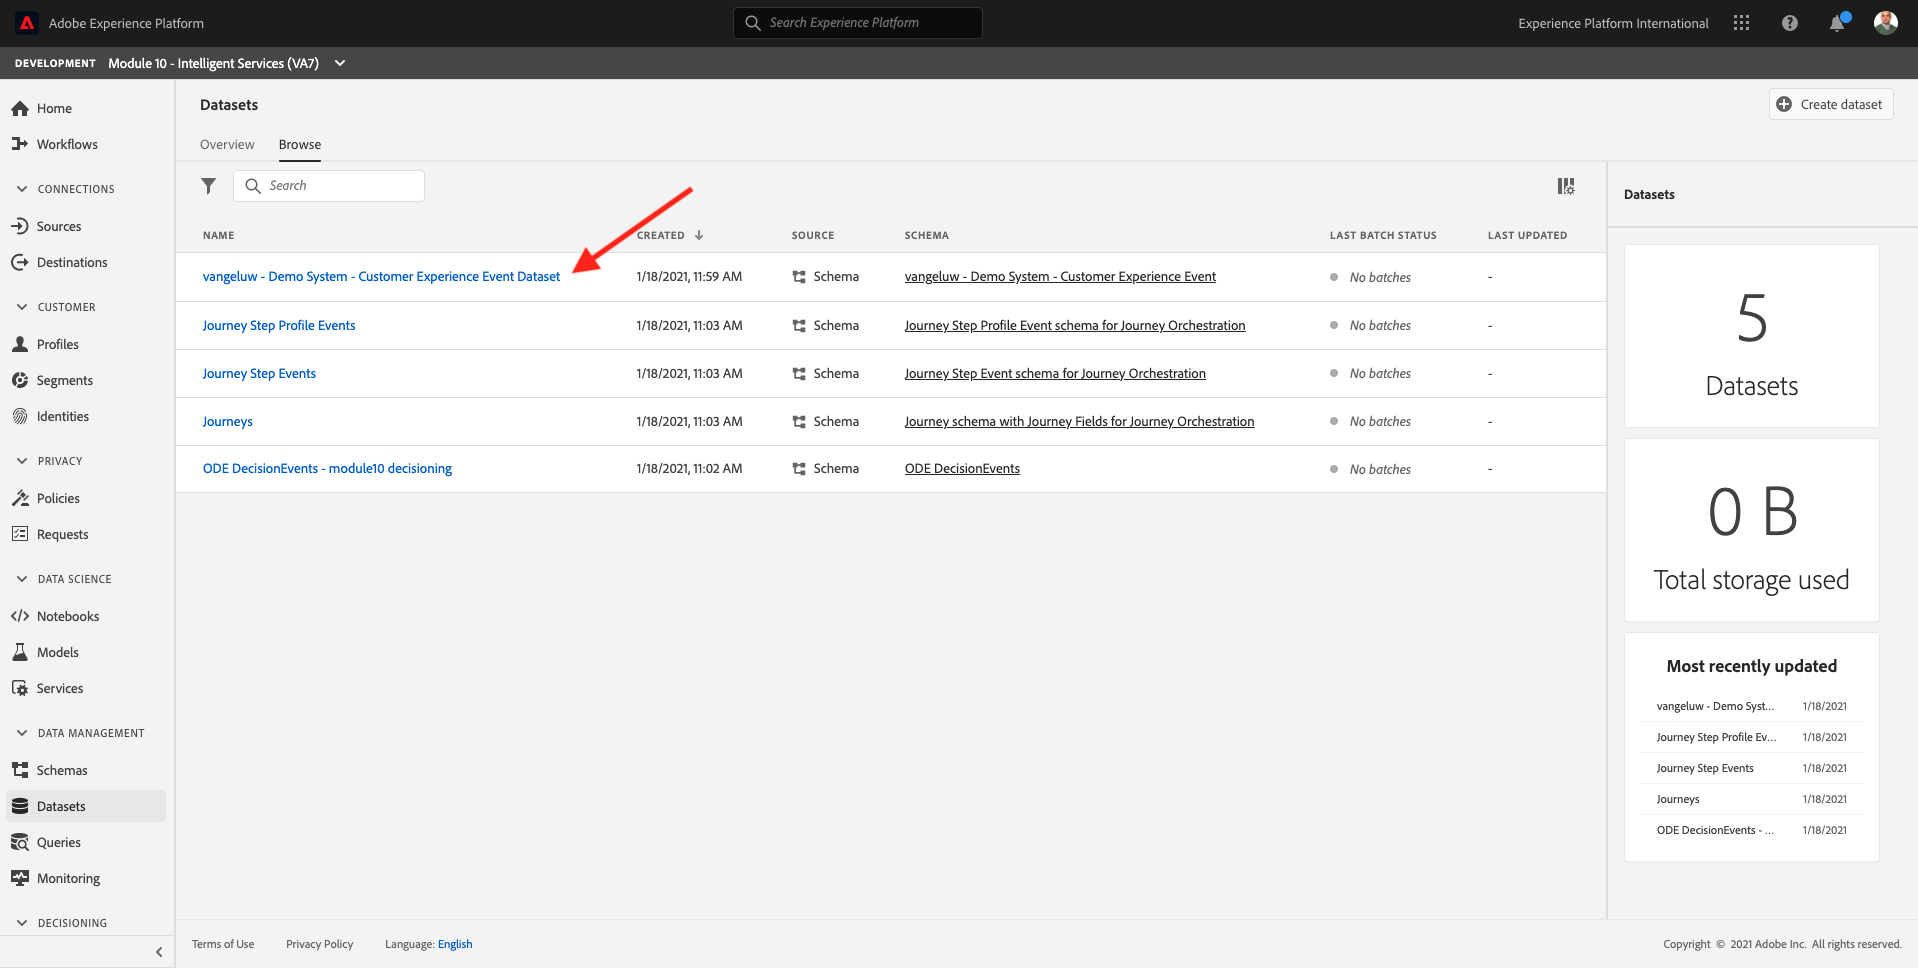 Adobe Experience Platform
Search Experience Platform
Experience Platform International
DEVELOPMENT Module 10 - Intelligent Services (VA7)
Home
Workflows
CONNECTIONS
Sources
Destinations
CUSTOMER
Profiles
Segments
Identities
PRIVACY
Policies
Requests
DATA SCIENCE
Notebooks
Models
Services
DATA MANAGEMENT
Schemas
Datasets
Queries
Monitoring
DECISIONING
Datasets
Create dataset
Overview Browse
Search
NAME CREATED SOURCE SCHEMA LAST BATCH STATUS LAST UPDATED
vangeluw - Demo System - Customer Experience Event Dataset 1/18/2021, 11:59 AM Schema vangeluw - Demo System - Customer Experience Event No batches -
Journey Step Profile Events 1/18/2021, 11:03 AM Schema Journey Step Profile Event schema for Journey Orchestration No batches -
Journey Step Events 1/18/2021, 11:03 AM Schema Journey Step Event schema for Journey Orchestration No batches -
Journeys 1/18/2021, 11:03 AM Schema Journey schema with Journey Fields for Journey Orchestration No batches -
ODE DecisionEvents - module10 decisioning 1/18/2021, 11:02 AM Schema ODE DecisionEvents No batches -
Datasets
5
Datasets
0 B
Total storage used
Most recently updated
vangeluw - Demo Syst... 1/18/2021
Journey Step Profile Ev... 1/18/2021
Journey Step Events 1/18/2021
Journeys 1/18/2021
ODE DecisionEvents - ... 1/18/2021
Terms of Use Privacy Policy Language: English
Copyright © 2021 Adobe Inc. All rights reserved.